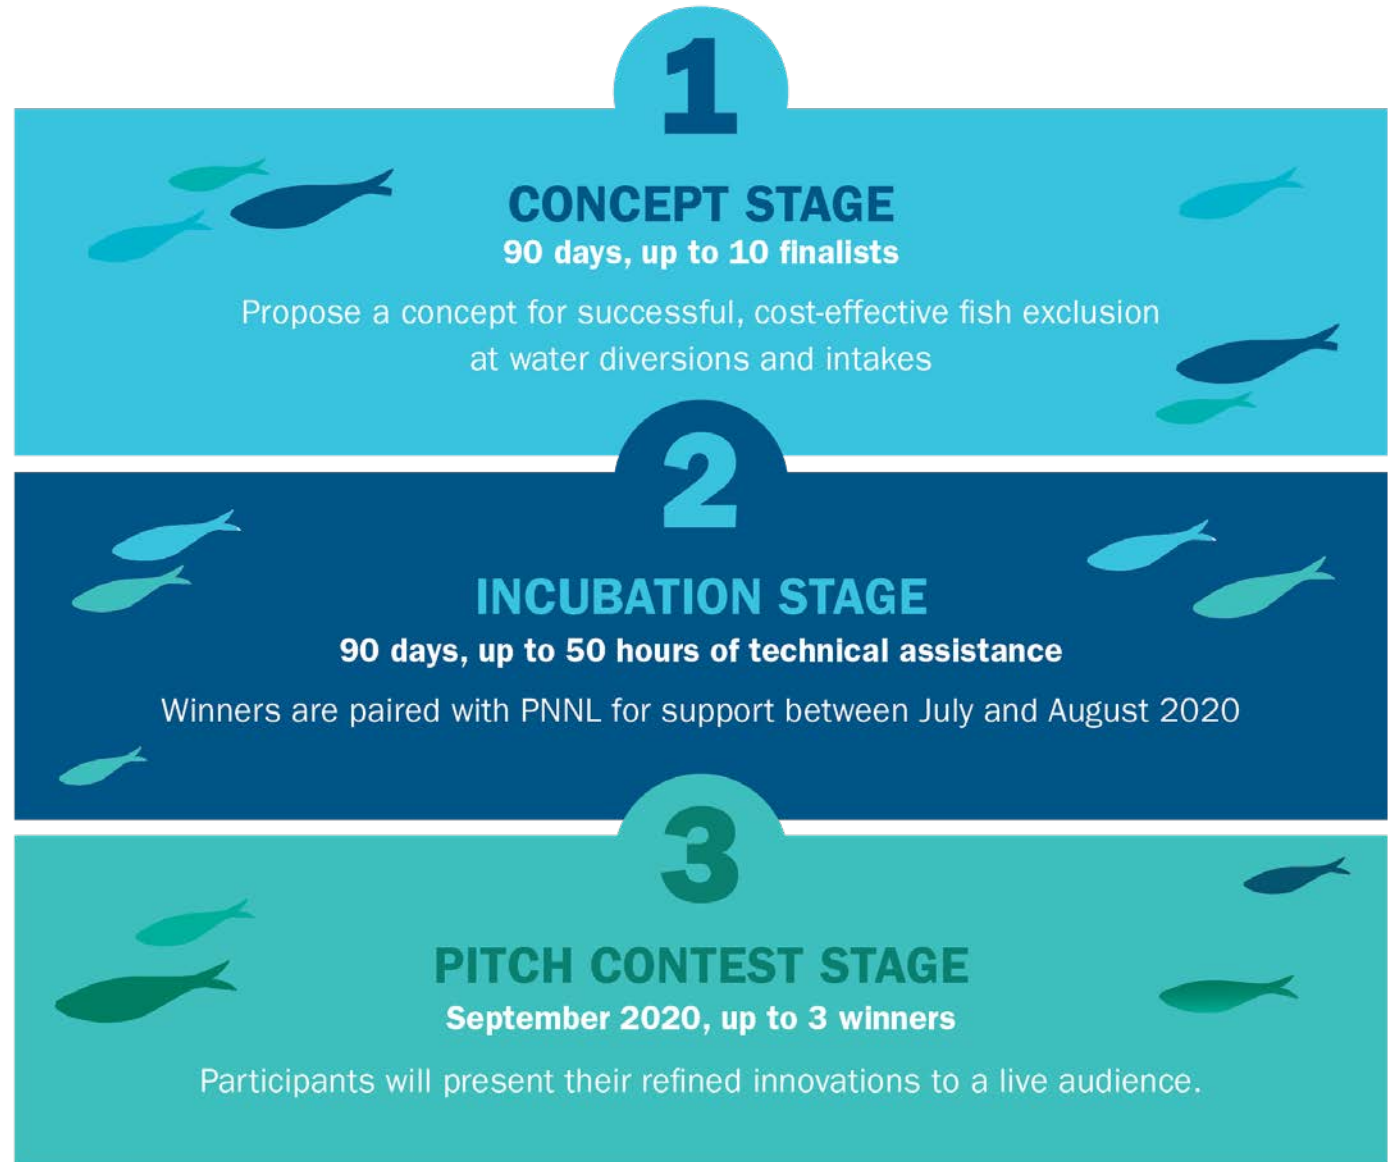 1
CONCEPT STAGE
90 days, up to 10 finalists
Propose a concept for successful, cost-effective fish exclusion
at water diversions and intakes
2
INCUBATION STAGE
90 days, up to 50 hours of technical assistance
Winners are paired with PNNL for support between July and August 2020
3
PITCH CONTEST STAGE
September 2020, up to 3 winners
Participants will present their refined innovations to a live audience.